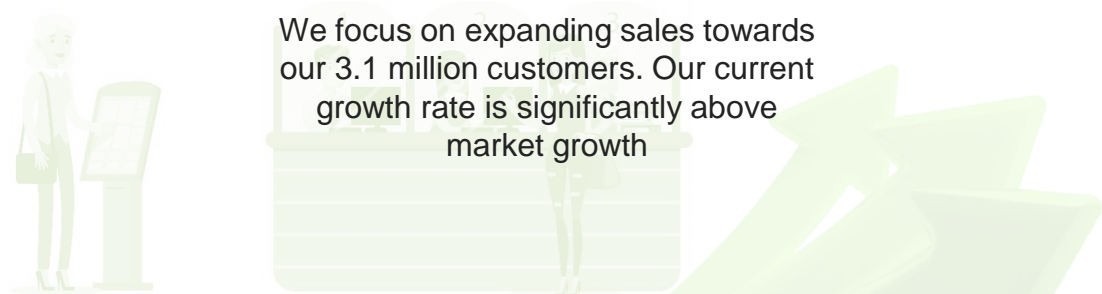 We focus on expanding sales towards
our 3.1 million customers. Our current
growth rate is significantly above
market growth